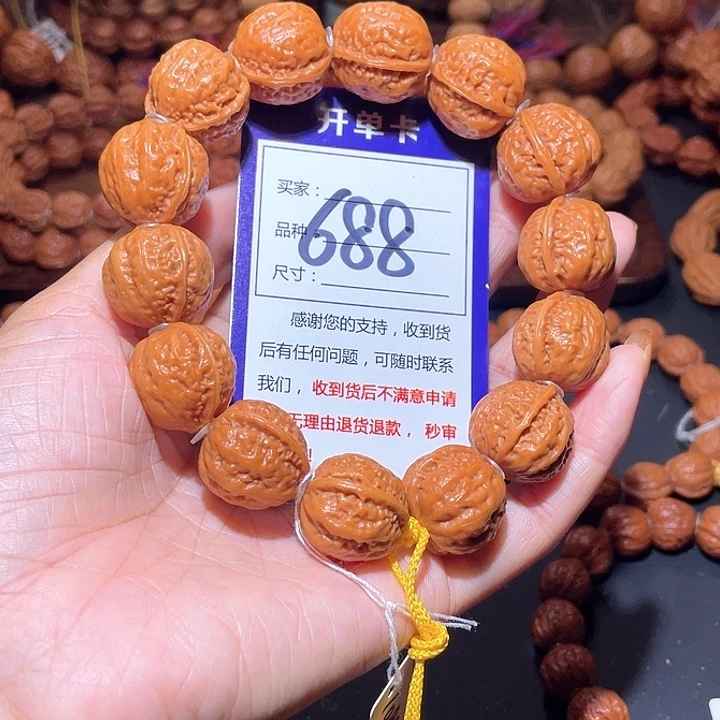 开单卡
买家：
688
品种：
尺寸：
感谢您的支持，收到货
后有任何问题，可随时联系
我们，收到货后不满意申请
无理由退货退款，秒审
！